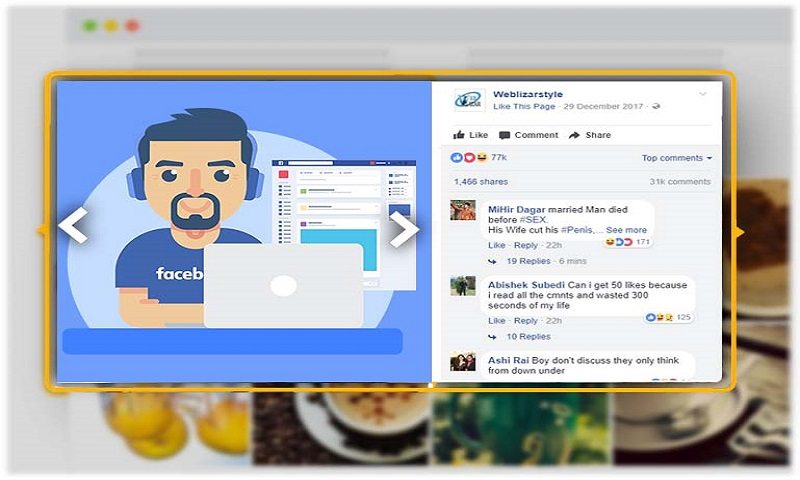 Weblizarstyle
Like This Page · 29 December 2017 ·
Like Comment Share
77k Top comments
1,466 shares 31k comments
MiHir Dagar married Man died
before #SEX.
His Wife cut his #Penis,... See more
171
Like · Reply · 22h
19 Replies · 6 mins
Abishek Subedi Can i get 50 likes because
i read all the cmnts and wasted 300
seconds of my life
125
Like · Reply · 22h
10 Replies
Ashi Rai Boy don't discuss they only think
from down under
faceb